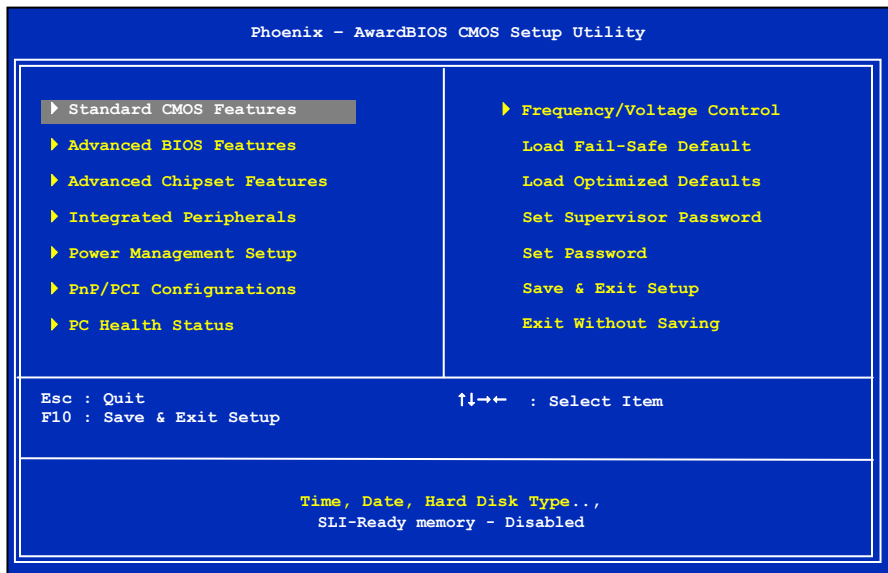 Phoenix – AwardBIOS CMOS Setup Utility
Standard CMOS Features
Advanced BIOS Features
Advanced Chipset Features
Integrated Peripherals
Power Management Setup
PnP/PCI Configurations
PC Health Status
Frequency/Voltage Control
Load Fail-Safe Default
Load Optimized Defaults
Set Supervisor Password
Set Password
Save & Exit Setup
Exit Without Saving
Esc : Quit
F10 : Save & Exit Setup
↑↓→← : Select Item
Time, Date, Hard Disk Type..,
SLI-Ready memory - Disabled